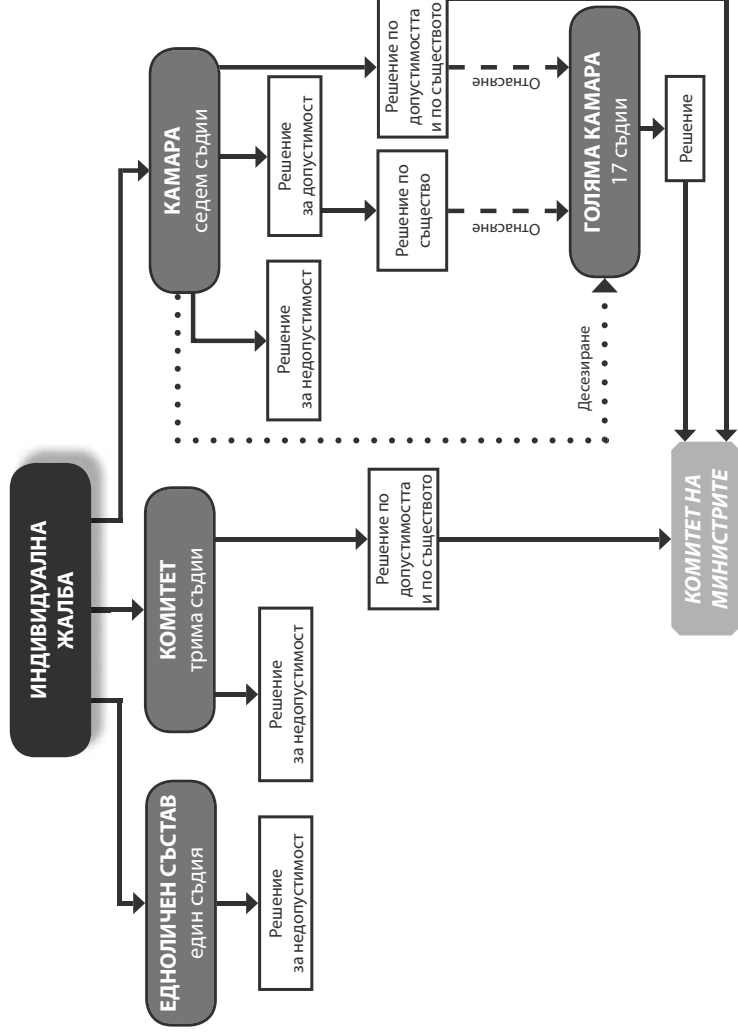 ИНДИВИДУАЛНА
ЖАЛБА
ЕДНОЛИЧЕН СЪСТАВ
един съдия
КОМИТЕТ
трима съдии
КАМАРА
седем съдии
Решение
за недопустимост
Решение
за недопустимост
Решение
за недопустимост
Решение
за допустимост
Решение по
допустимостта
и по същество
Решение по
същество
Решение по
допустимостта
и по съществото
Отнасяне
Отнасяне
Десезиране
ГОЛЯМА КАМАРА
17 съдии
Решение
КОМИТЕТ НА
МИНИСТРИТЕ